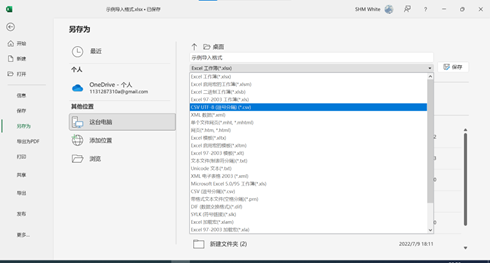 示例导入格式.xlsx • 已保存
SHM White
?
另存为
开始
新建
打开
信息
保存
另存为
导出为PDF
打印
共享
导出
发布
更多...
最近
个人
OneDrive - 个人
1131287310a@gmail.com
其他位置
这台电脑
添加位置
浏览
桌面
示例导入格式
Excel 工作簿(*.xlsx)
保存
Excel 工作簿(*.xlsx)
Excel 启用宏的工作簿(*.xlsm)
Excel 二进制工作簿(*.xlsb)
Excel 97-2003 工作簿(*.xls)
CSV UTF-8 (逗号分隔) (*.csv)
XML 数据(*.xml)
单个文件网页(*.mht, *.mhtml)
网页(*.htm, *.html)
Excel 模板(*.xltx)
Excel 启用宏的模板(*.xltm)
Excel 97-2003 模板(*.xlt)
文本文件(制表符分隔)(*.txt)
Unicode 文本(*.txt)
XML 电子表格 2003 (*.xml)
Microsoft Excel 5.0/95 工作簿(*.xls)
CSV (逗号分隔)(*.csv)
带格式文本文件(空格分隔)(*.prn)
DIF (数据交换格式)(*.dif)
SYLK (符号链接)(*.slk)
Excel 加载宏(*.xlam)
Excel 97-2003 加载宏(*.xla)
新建文件夹 (2)
2022/7/9 18:11